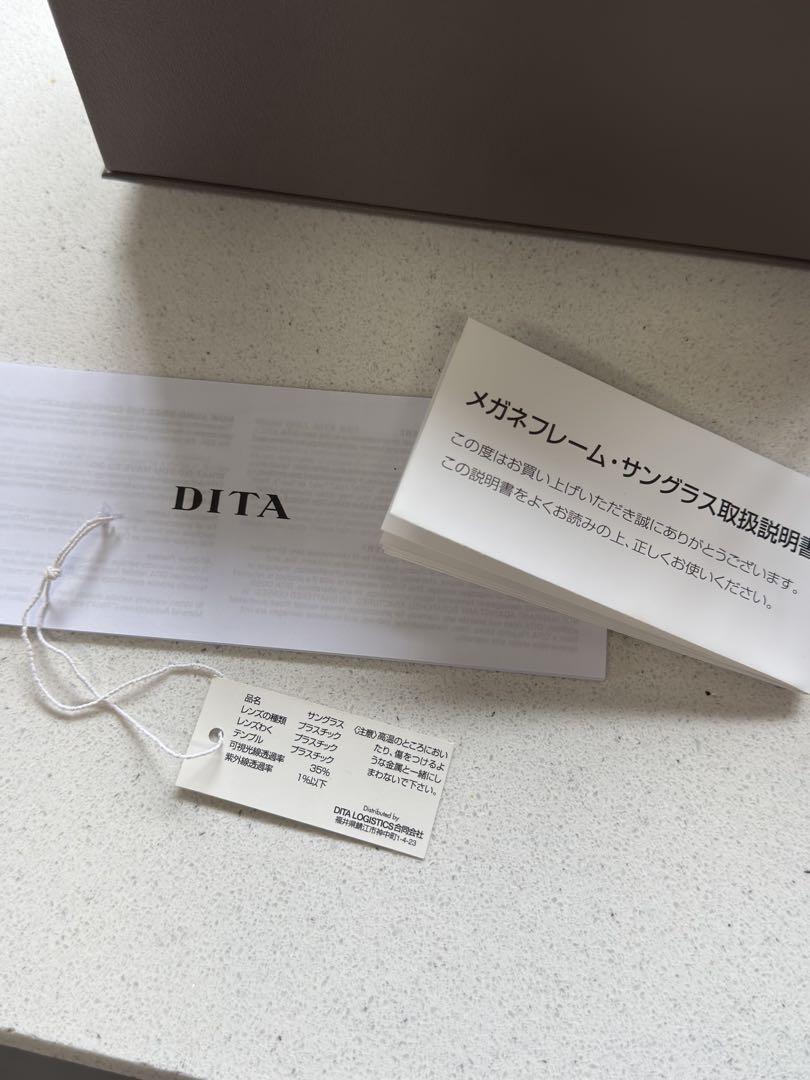 DITA
メガネフレーム・サングラス取扱説明書
この度はお買い上げいただき誠にありがとうございます。
この説明書をよくお読みの上、正しくお使いください。
品名 サングラス
レンズの種類 プラスチック
レンズわく プラスチック
テンプル プラスチック
可視光線透過率 35%
紫外線透過率 1%以下
〈注意〉高温のところにおい
たり、傷をつけるよ
うな金属と一緒にし
まわないで下さい。
Distributed by
DITA LOGISTICS合同会社
福井県鯖江市神中町1-4-23